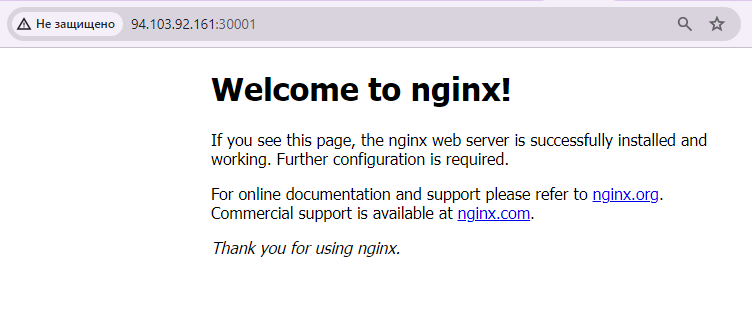 Не защищено 94.103.92.161:30001
Welcome to nginx!
If you see this page, the nginx web server is successfully installed and
working. Further configuration is required.
For online documentation and support please refer to nginx.org.
Commercial support is available at nginx.com.
Thank you for using nginx.